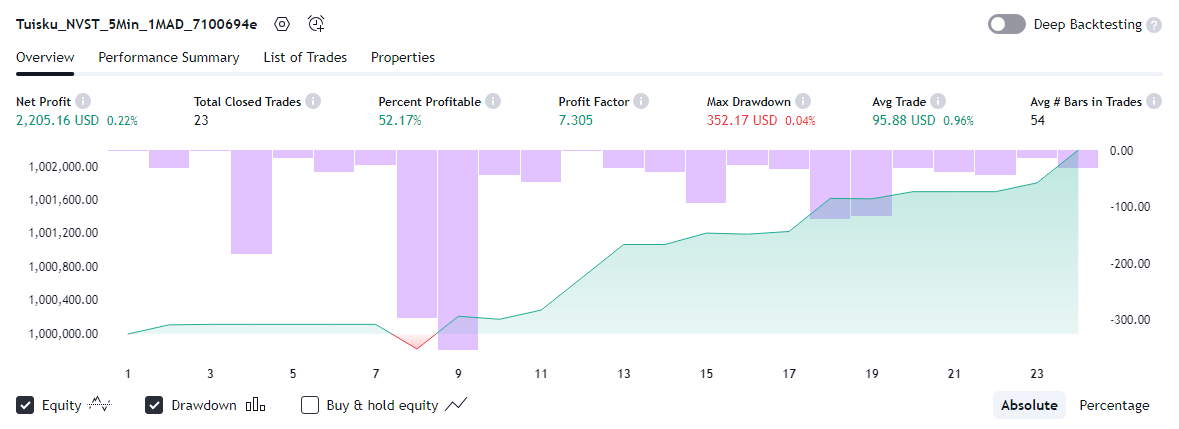 Tuisku_NVST_5Min_1MAD_7100694e
Deep Backtesting ?
Overview Performance Summary List of Trades Properties
Net Profit i Total Closed Trades i Percent Profitable i Profit Factor i Max Drawdown i Avg Trade i Avg # Bars in Trades i
2,205.16 USD 0.22% 23 52.17% 7.305 352.17 USD 0.04% 95.88 USD 0.96% 54
0.00
1,002,000.00
1,001,600.00
-100.00
1,001,200.00
1,000,800.00
-200.00
1,000,400.00
1,000,000.00
-300.00
1 3 5 7 9 11 13 15 17 19 21 23
Equity Drawdown Buy & hold equity Absolute Percentage